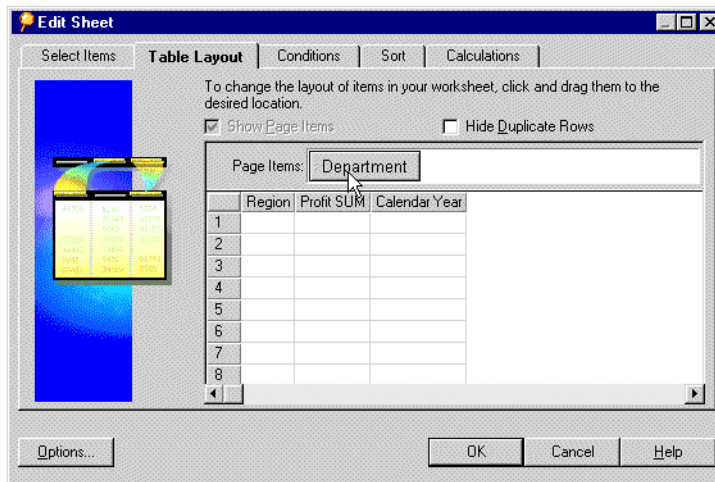 Edit Sheet
Select Items Table Layout Conditions Sort Calculations
To change the layout of items in your worksheet, click and drag them to the
desired location.
Show Page Items Hide Duplicate Rows
Page Items: Department
Region Profit SUM Calendar Year
1
2
3
4
5
6
7
8
Options... OK Cancel Help